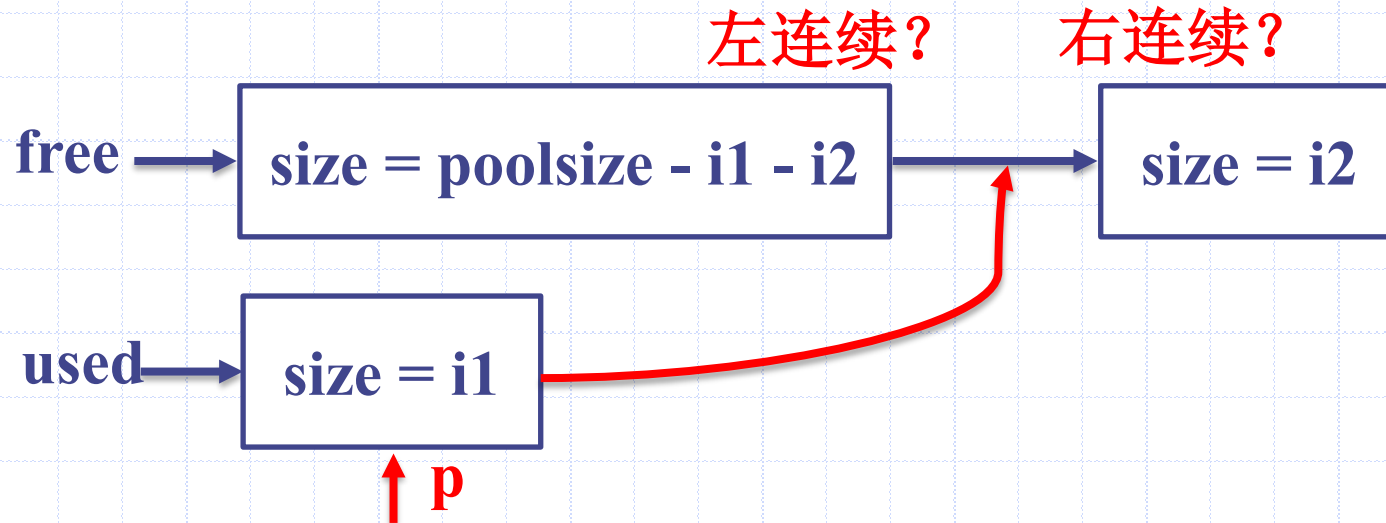 左连续?
右连续?
free
size = poolsize - i1 - i2
size = i2
used
size = i1
p